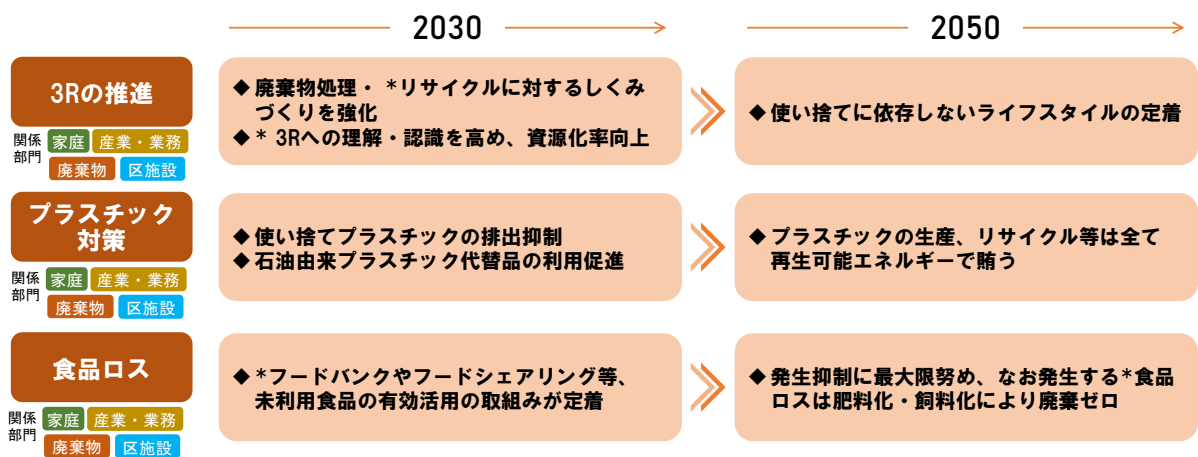 2030
2050
3Rの推進
関係
部門
家庭
産業・業務
廃棄物
区施設
◆廃棄物処理・ *リサイクルに対するしくみ
づくりを強化
◆* 3Rへの理解・認識を高め、資源化率向上
◆使い捨てに依存しないライフスタイルの定着
プラスチック
対策
関係
部門
家庭
産業・業務
廃棄物
区施設
◆使い捨てプラスチックの排出抑制
◆石油由来プラスチック代替品の利用促進
◆プラスチックの生産、リサイクル等は全て
再生可能エネルギーで賄う
食品ロス
関係
部門
家庭
産業・業務
廃棄物
区施設
◆*フードバンクやフードシェアリング等、
未利用食品の有効活用の取組みが定着
◆発生抑制に最大限努め、なお発生する*食品
ロスは肥料化・飼料化により廃棄ゼロ